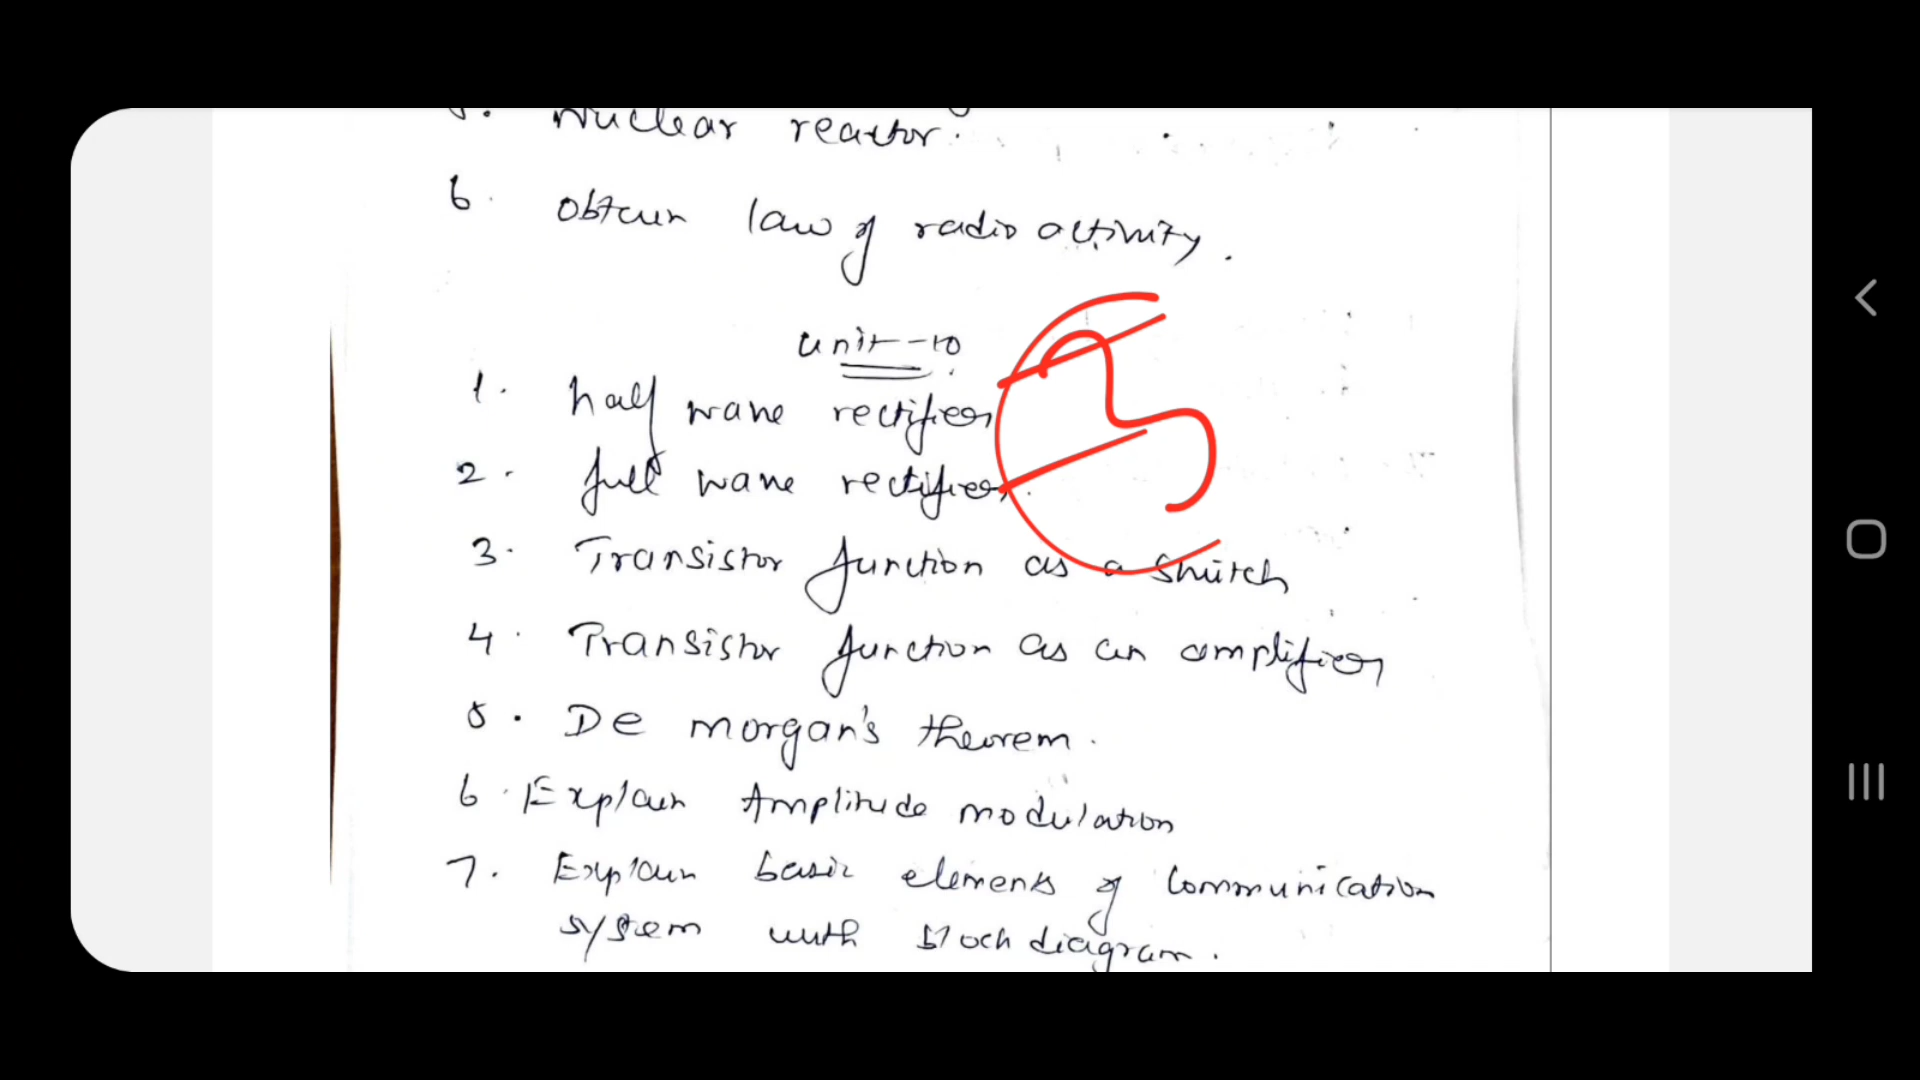 5. Nuclear reactor.
6. Obtain law of radio activity.
Unit-10
1. half wave rectifier
2. full wave rectifier.
3. Transistor function as a switch
4. Transistor function as an amplifier
5. De morgan's theorem.
6. Explain Amplitude modulation
7. Explain basic elements of Communication
system with block diagram.